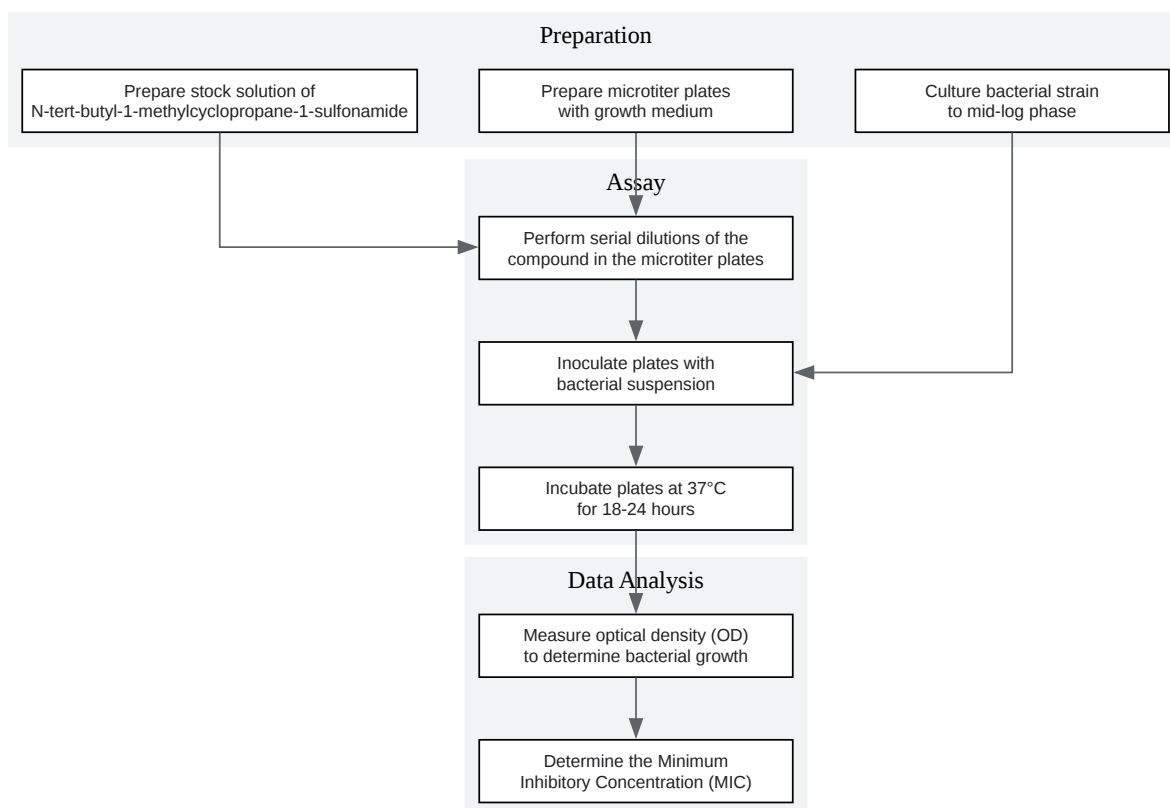 Preparation
Prepare stock solution of
N-tert-butyl-1-methylcyclopropane-1-sulfonamide
Prepare microtiter plates
with growth medium
Culture bacterial strain
to mid-log phase
Assay
Perform serial dilutions of the
compound in the microtiter plates
Inoculate plates with
bacterial suspension
Incubate plates at 37°C
for 18-24 hours
Data Analysis
Measure optical density (OD)
to determine bacterial growth
Determine the Minimum
Inhibitory Concentration (MIC)